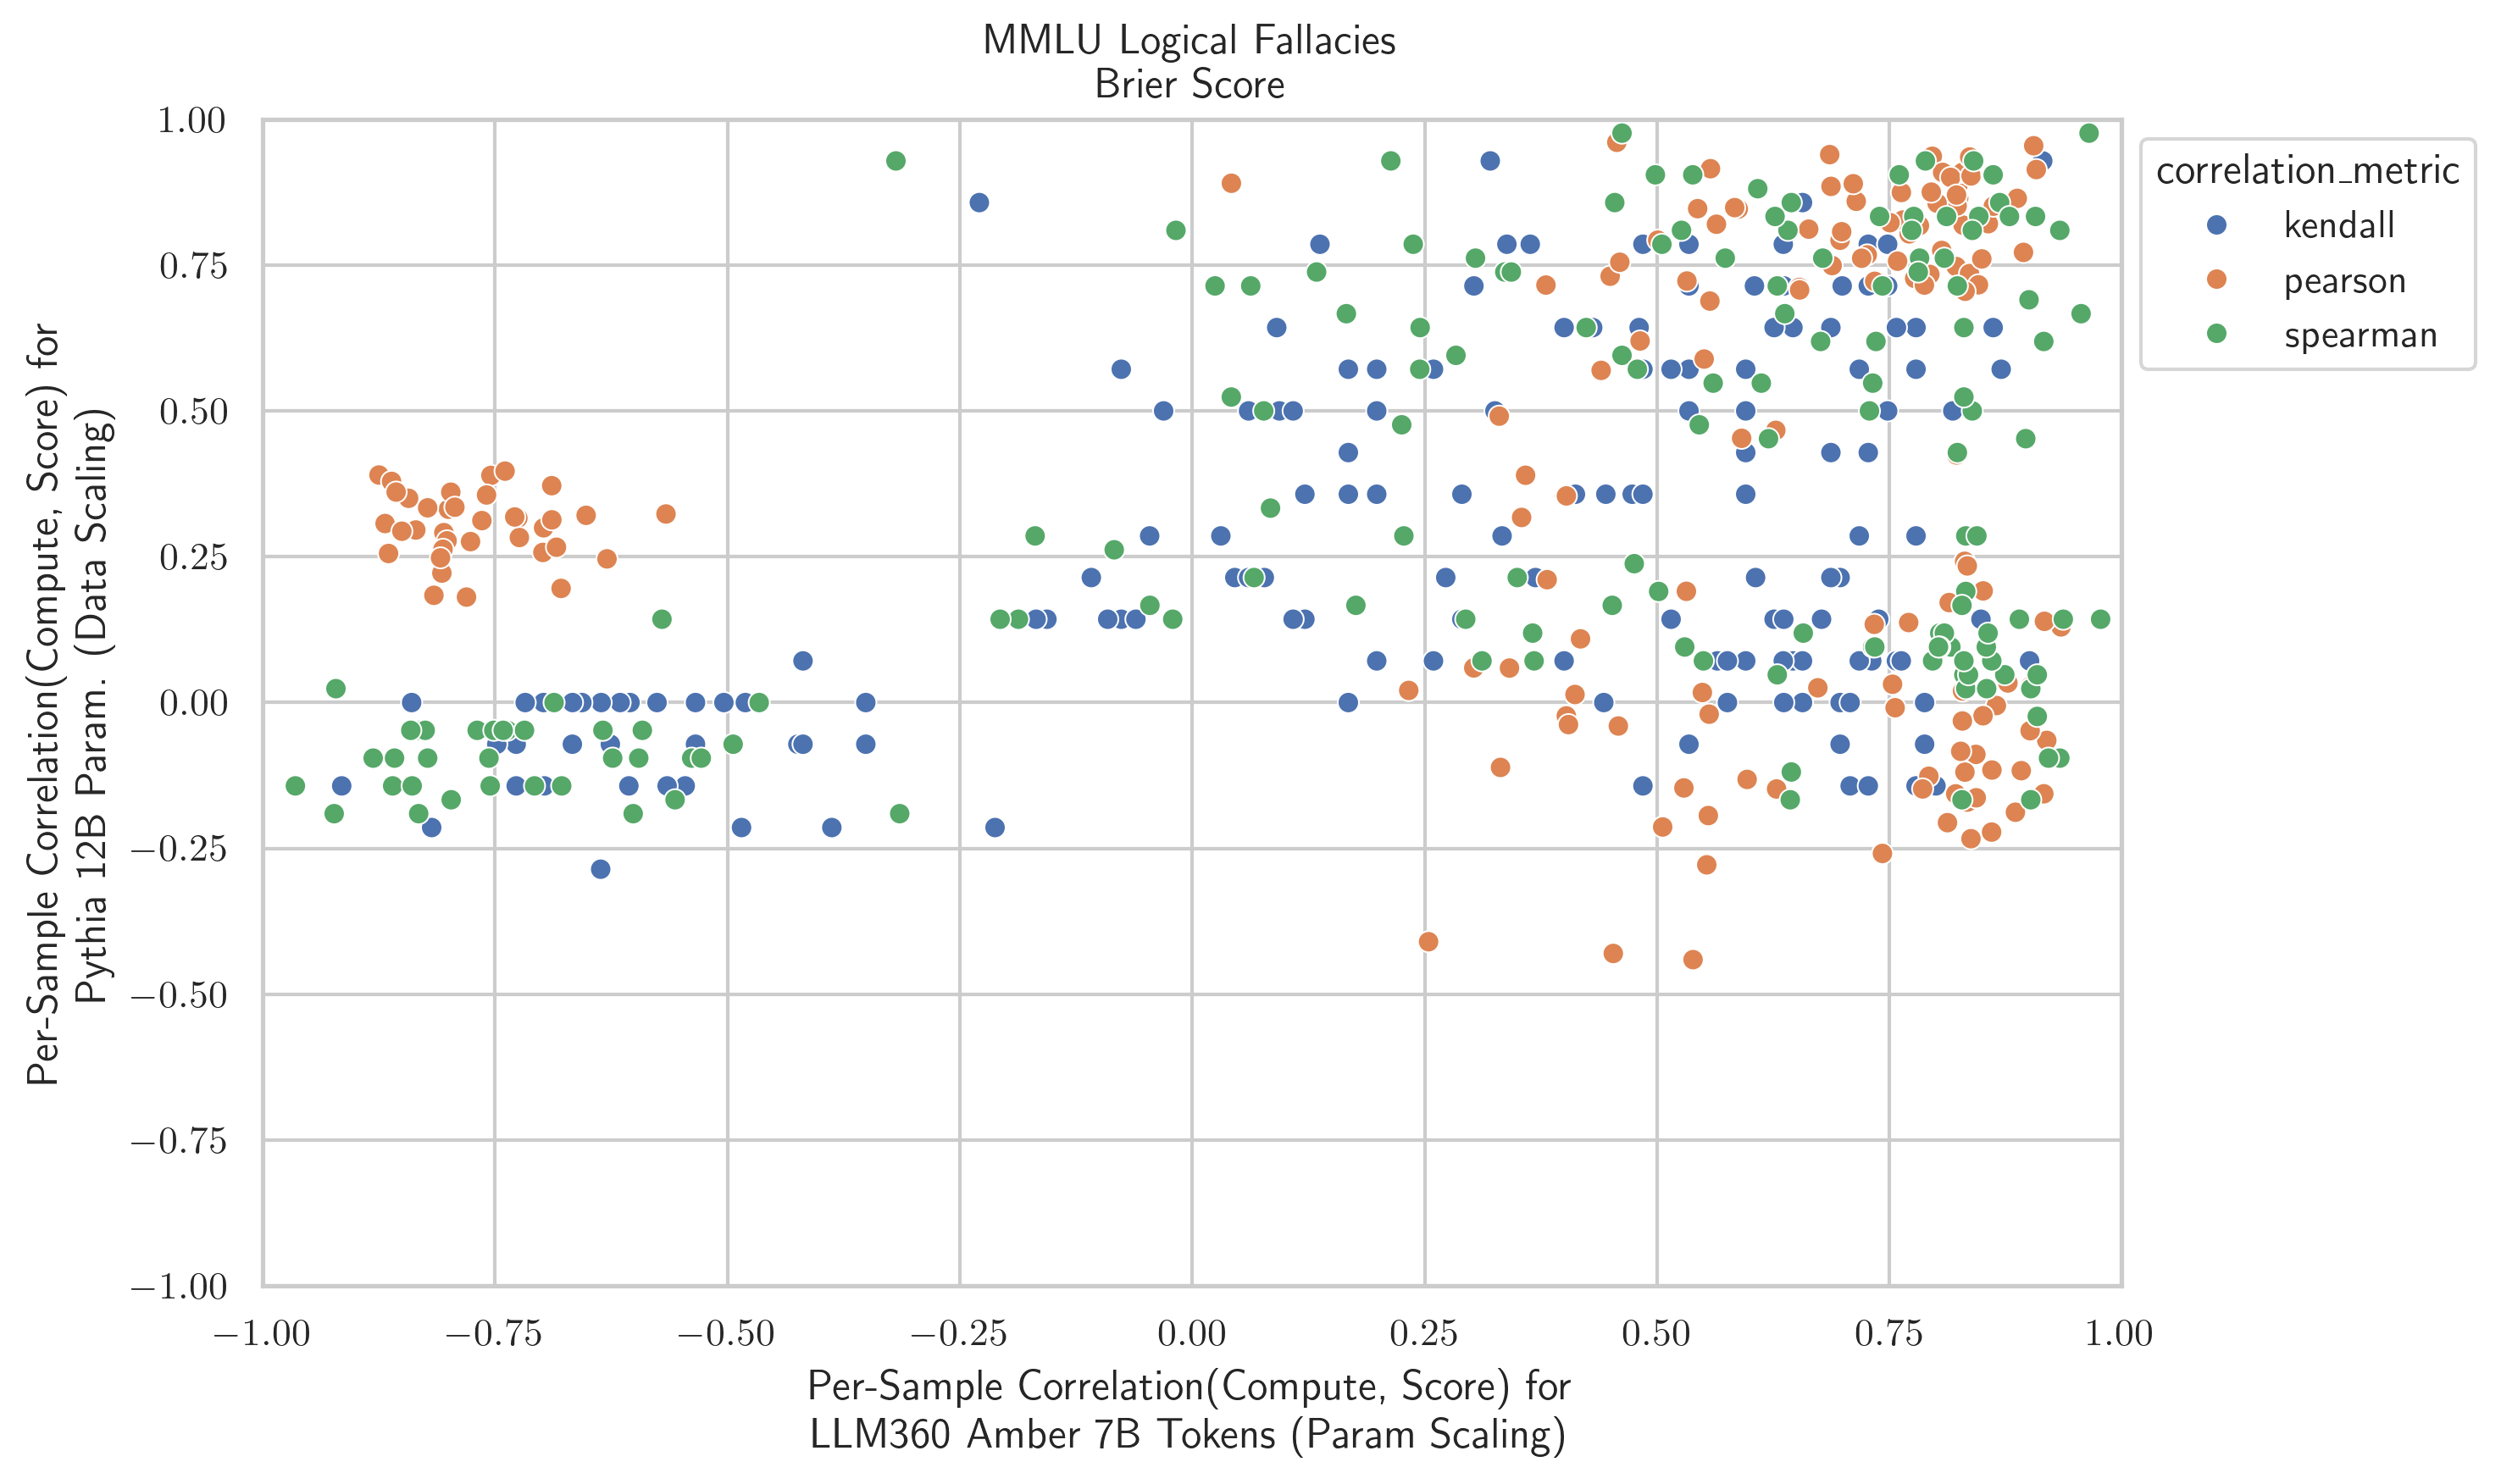 MMLU Logical Fallacies
Brier Score
Per-Sample Correlation(Compute, Score) for
Pythia 12B Param. (Data Scaling)
1.00
0.75
0.50
0.25
0.00
−0.25
−0.50
−0.75
−1.00
−1.00
−0.75
−0.50
−0.25
0.00
0.25
0.50
0.75
1.00
Per-Sample Correlation(Compute, Score) for
LLM360 Amber 7B Tokens (Param Scaling)
correlation_metric
kendall
pearson
spearman